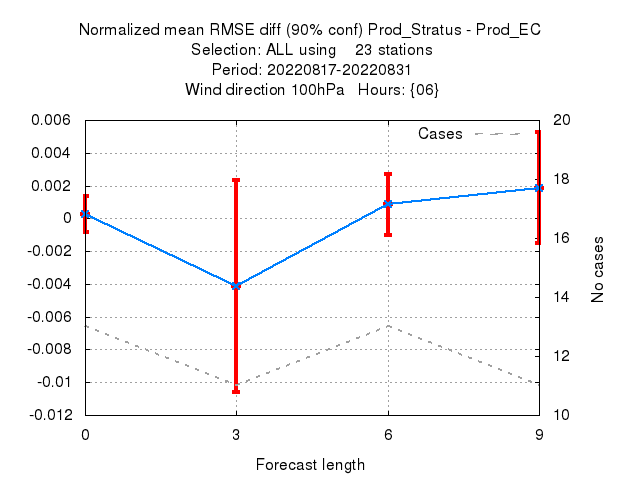 Normalized mean RMSE diff (90% conf) Prod_Stratus - Prod_EC
Selection: ALL using    23 stations
Period: 20220817-20220831
Wind direction 100hPa   Hours: {06}
0.006
0.004
0.002
0
-0.002
-0.004
-0.006
-0.008
-0.01
-0.012
Cases
20
18
16
14
12
10
No cases
0 3 6 9
Forecast length